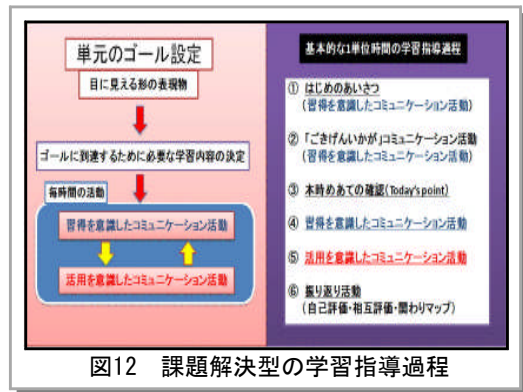 単元のゴール設定
目に見える形の表現物
ゴールに到達するために必要な学習内容の決定
毎時間の活動
習得を意識したコミュニケーション活動
活用を意識したコミュニケーション活動
基本的な1単位時間の学習指導過程
① はじめのあいさつ
(習得を意識したコミュニケーション活動)
② 「ごきげんいかが」コミュニケーション活動
(習得を意識したコミュニケーション活動)
③ 本時めあての確認(Today's point)
④ 習得を意識したコミュニケーション活動
⑤ 活用を意識したコミュニケーション活動
⑥ 振り返り活動
(自己評価・相互評価・関わりマップ)
図12 課題解決型の学習指導過程